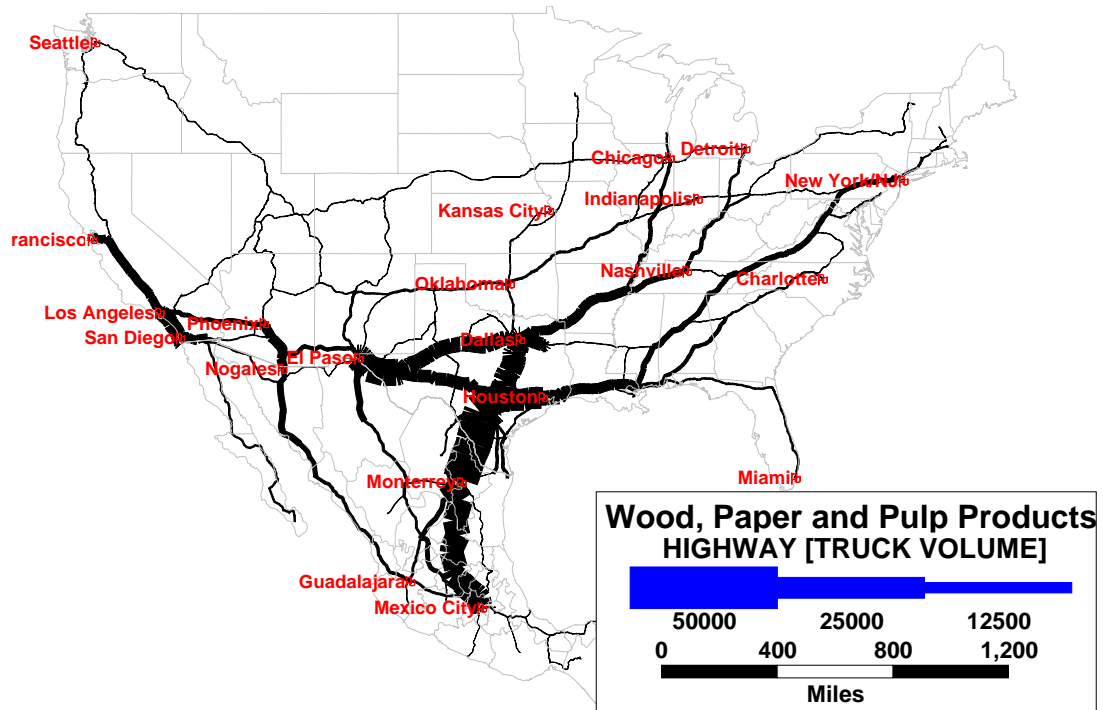 Seattle
Chicago
Detroit
New York/NJ
Indianapolis
Kansas City
ranciscο
Nashville
Charlotte
Oklahoma
Los Angeles
Phoenix
San Diego
Dallas
El Paso
Nogales
Houston
Monterrey
Miami
Guadalajara
Mexico City
Wood, Paper and Pulp Products
HIGHWAY [TRUCK VOLUME]
50000 25000 12500
0 400 800 1,200
Miles